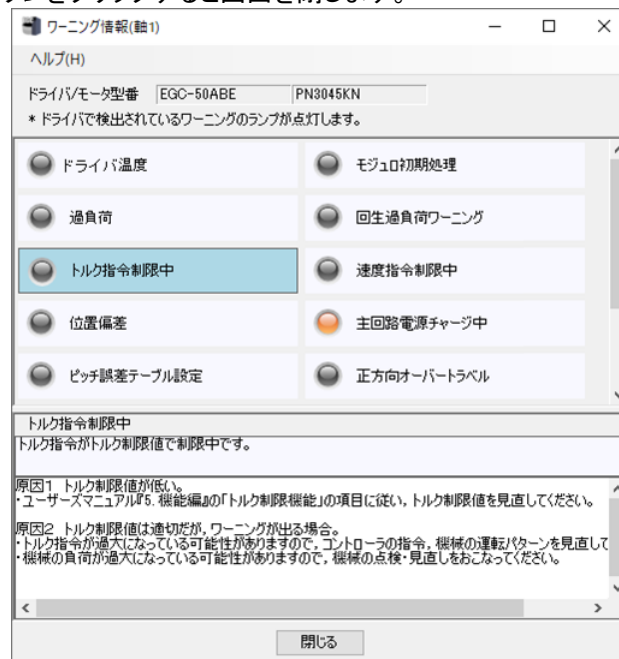 ンをクリックすると画面を閉じます。
ワーニング情報(軸1)
ヘルプ(H)
ドライバ/モータ型番 EGC-50ABE PN3045KN
* ドライバで検出されているワーニングのランプが点灯します。
ドライバ温度 モジュロ初期処理
過負荷 回生過負荷ワーニング
トルク指令制限中 速度指令制限中
位置偏差 主回路電源チャージ中
ピッチ誤差テーブル設定 正方向オーバートラベル
トルク指令制限中
トルク指令がトルク制限値で制限中です。
原因1 トルク制限値が低い。
・ユーザーズマニュアル『5. 機能編』の「トルク制限機能」の項目に従い，トルク制限値を見直してください。
原因2 トルク制限値は適切だが，ワーニングが出る場合。
・トルク指令が過大になっている可能性がありますので，コントローラの指令，機械の運転パターンを見直して
・機械の負荷が過大になっている可能性がありますので，機械の点検・見直しをおこなってください。
閉じる